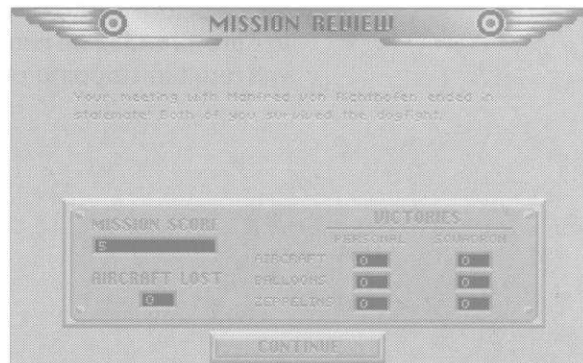 MISSION REVIEW
Your meeting with Manfred von Richthofen ended in
stalemate! Both of you survived the dogfight.
MISSION SCORE
5
AIRCRAFT LOST
0
VICTORIES
PERSONAL SQUADRON
AIRCRAFT 0 0
BALLOONS 0 0
ZEPPELINS 0 0
CONTINUE